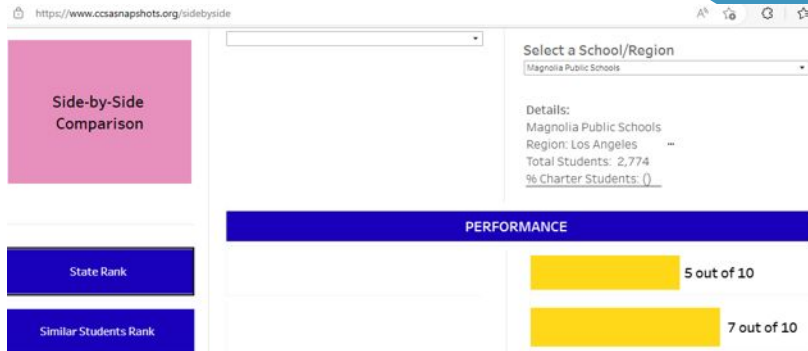 https://www.ccsasnapshots.org/sidebyside
Side-by-Side
Comparison
Select a School/Region
Magnolia Public Schools
Details:
Magnolia Public Schools
Region: Los Angeles
Total Students: 2,774
% Charter Students: ()
PERFORMANCE
State Rank
5 out of 10
Similar Students Rank
7 out of 10